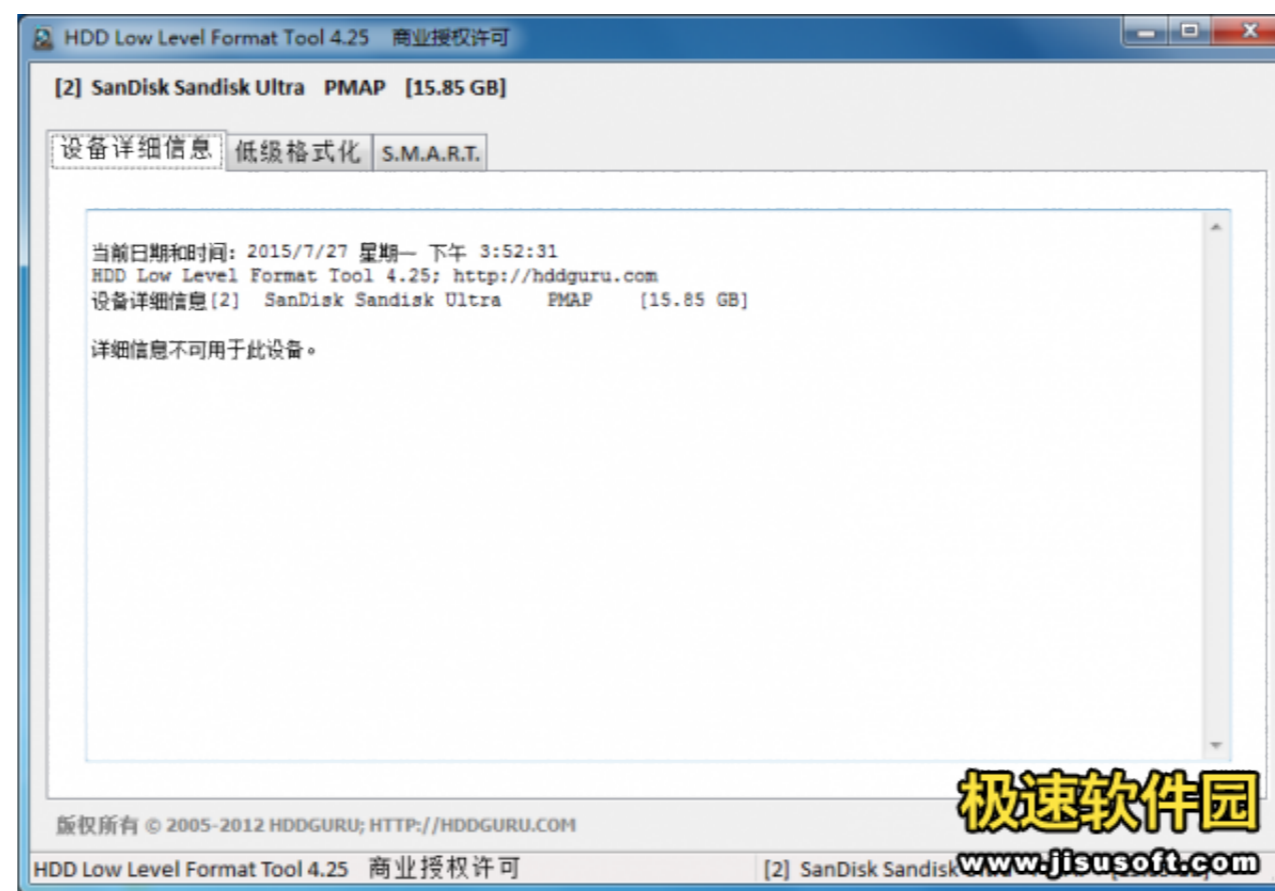 HDD Low Level Format Tool 4.25 商业授权许可
[2] SanDisk Sandisk Ultra PMAP [15.85 GB]
设备详细信息 低级格式化 S.M.A.R.T.
当前日期和时间: 2015/7/27 星期一 下午 3:52:31
HDD Low Level Format Tool 4.25; http://hddguru.com
设备详细信息[2] SanDisk Sandisk Ultra PMAP [15.85 GB]
详细信息不可用于此设备。
极速软件园
版权所有 © 2005-2012 HDDGURU; HTTP://HDDGURU.COM
HDD Low Level Format Tool 4.25 商业授权许可 [2] SanDisk Sandisk
www.jisusoft.com